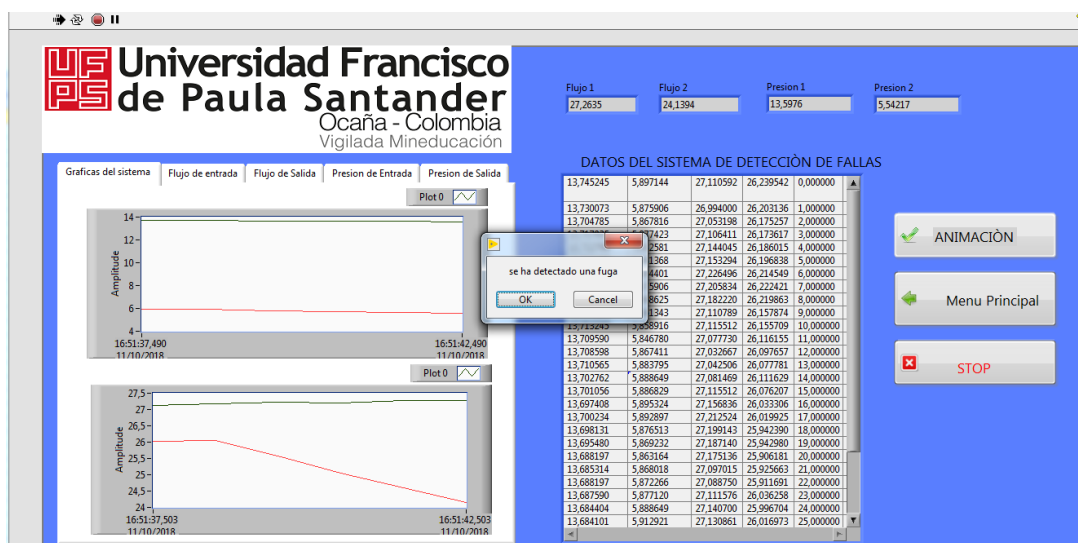 UFPS
Universidad Francisco
de Paula Santander
Ocaña - Colombia
Vigilada Mineducación
Flujo 1
Flujo 2
Presion 1
Presion 2
27,2635
24,1394
13,5976
5,54217
DATOS DEL SISTEMA DE DETECCIÒN DE FALLAS
Graficas del sistema
Flujo de entrada
Flujo de Salida
Presion de Entrada
Presion de Salida
Plot 0
14
12
10
8
6
4
Amplitude
16:51:37,490
11/10/2018
16:51:42,490
11/10/2018
Plot 0
27,5
27
26,5
26
25,5
25
24,5
24
Amplitude
16:51:37,503
11/10/2018
16:51:42,503
11/10/2018
se ha detectado una fuga
OK
Cancel
13,745245 5,897144 27,110592 26,239542 0,000000
13,730073 5,875906 26,994000 26,203136 1,000000
13,704785 5,867816 27,053198 26,175257 2,000000
27,106411 26,173617 3,000000
27,144045 26,186015 4,000000
27,153294 26,196838 5,000000
27,226496 26,214549 6,000000
27,205834 26,222421 7,000000
27,182220 26,219863 8,000000
27,110789 26,157874 9,000000
13,713245 5,858916 27,115512 26,155709 10,000000
13,709590 5,846780 27,077730 26,116155 11,000000
13,708598 5,867411 27,032667 26,097657 12,000000
13,710565 5,883795 27,042506 26,077781 13,000000
13,702762 5,886649 27,081469 26,111629 14,000000
13,701056 5,886829 27,115512 26,076207 15,000000
13,697408 5,895324 27,156836 26,033306 16,000000
13,700234 5,892897 27,212524 26,019925 17,000000
13,698131 5,876513 27,199143 25,942390 18,000000
13,695480 5,869232 27,187140 25,942980 19,000000
13,688197 5,863164 27,175136 25,906181 20,000000
13,685314 5,868018 27,097015 25,925663 21,000000
13,688197 5,872266 27,088750 25,911691 22,000000
13,687590 5,877120 27,111576 26,036258 23,000000
13,684404 5,888649 27,140700 25,996704 24,000000
13,684101 5,912921 27,130861 26,016973 25,000000
ANIMACIÒN
Menu Principal
STOP